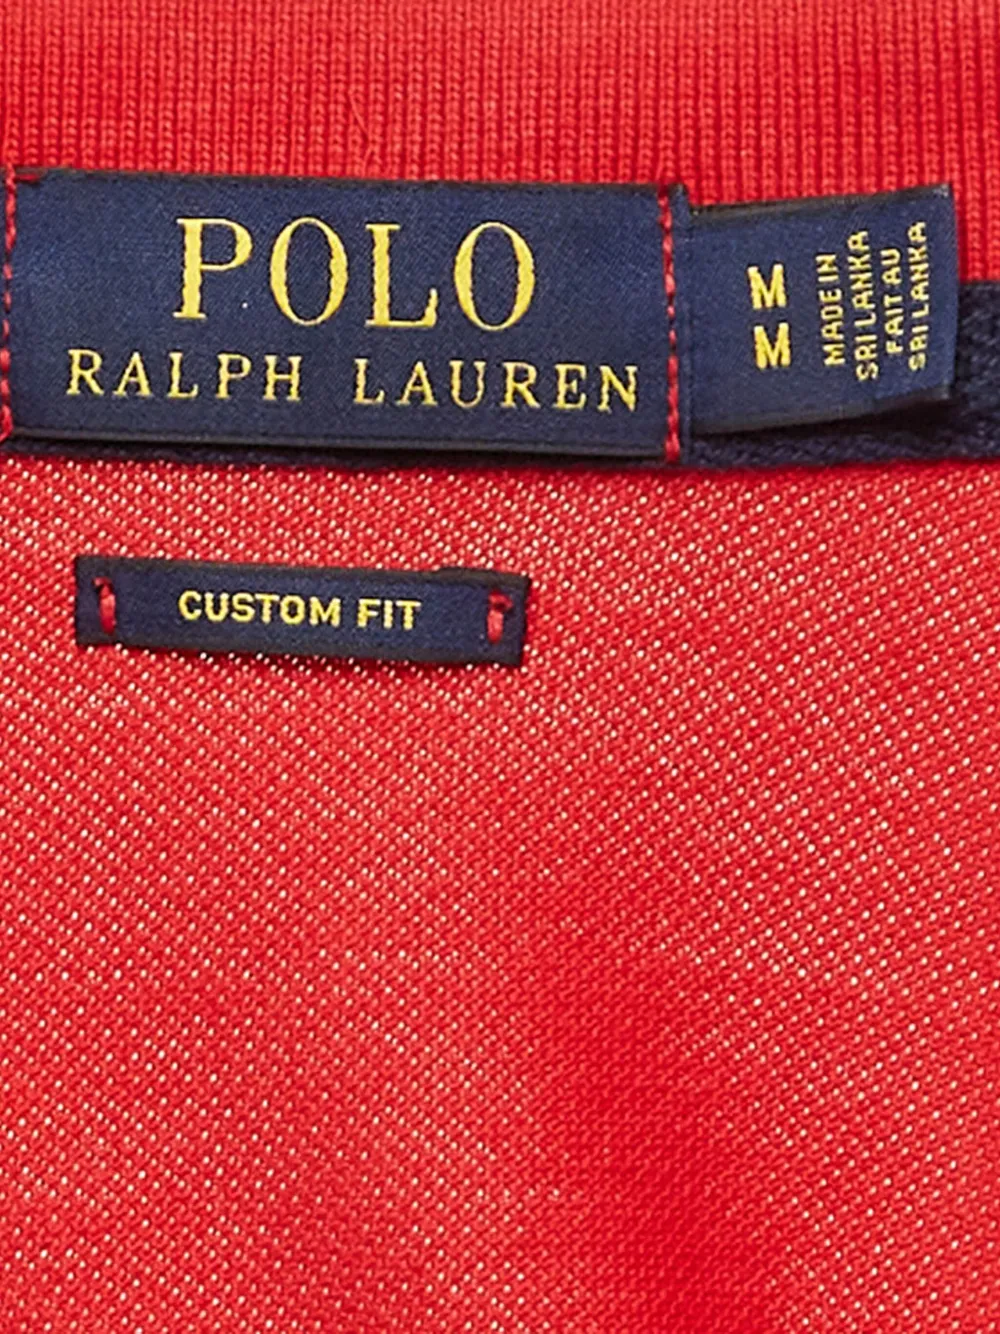 POLO
RALPH LAUREN
M
M
MADE IN
SRI LANKA
FAIT AU
SRI LANKA
CUSTOM FIT